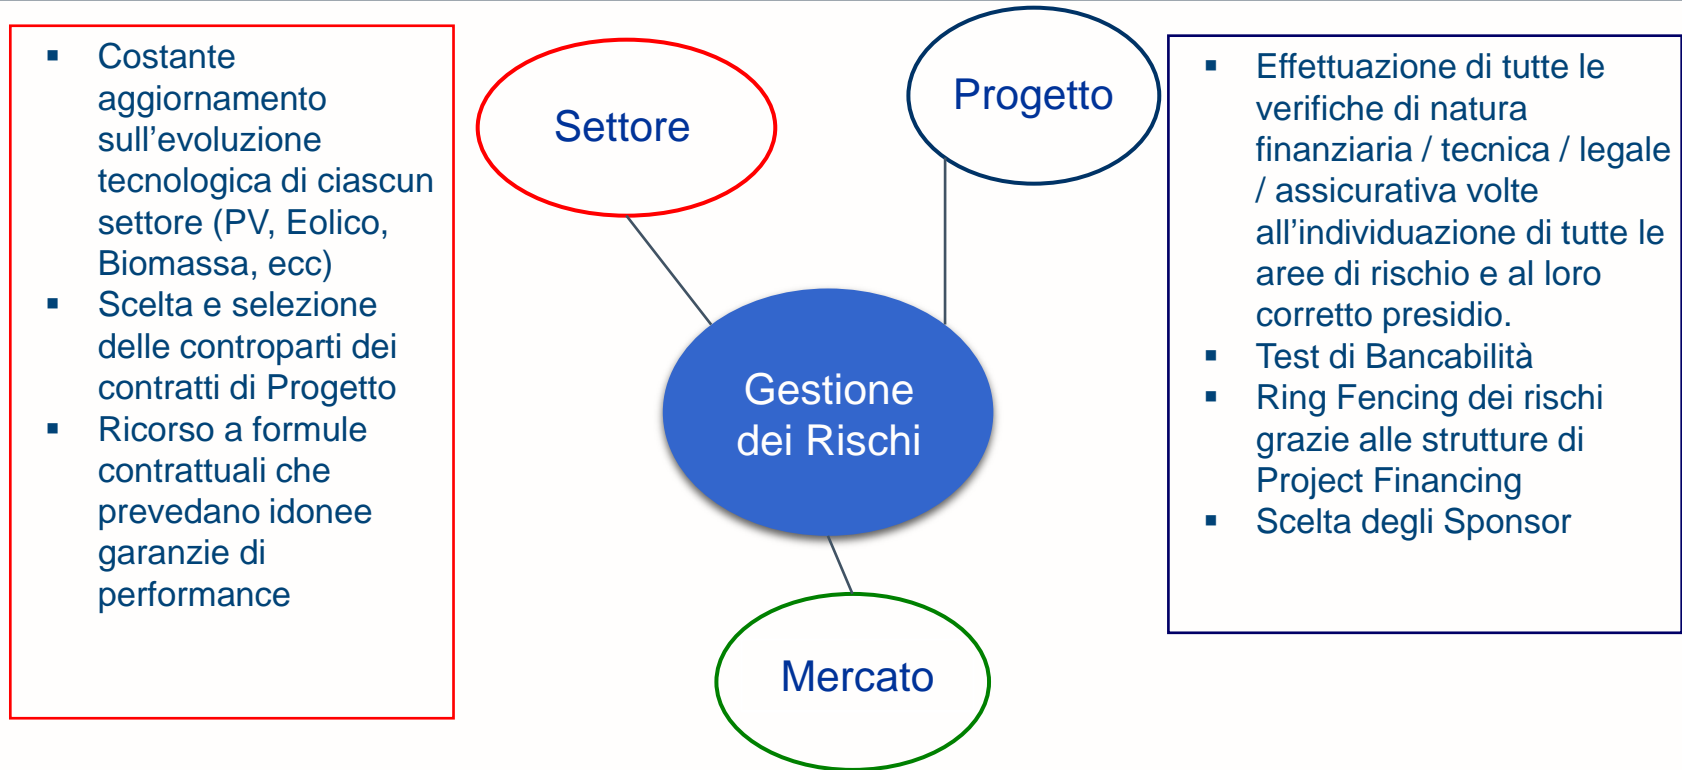 ▪ Costante
aggiornamento
sull’evoluzione
tecnologica di ciascun
settore (PV, Eolico,
Biomassa, ecc)
▪ Scelta e selezione
delle controparti dei
contratti di Progetto
▪ Ricorso a formule
contrattuali che
prevedano idonee
garanzie di
performance
Settore
Progetto
Gestione
dei Rischi
Mercato
▪ Effettuazione di tutte le
verifiche di natura
finanziaria / tecnica / legale
/ assicurativa volte
all’individuazione di tutte le
aree di rischio e al loro
corretto presidio.
▪ Test di Bancabilità
▪ Ring Fencing dei rischi
grazie alle strutture di
Project Financing
▪ Scelta degli Sponsor